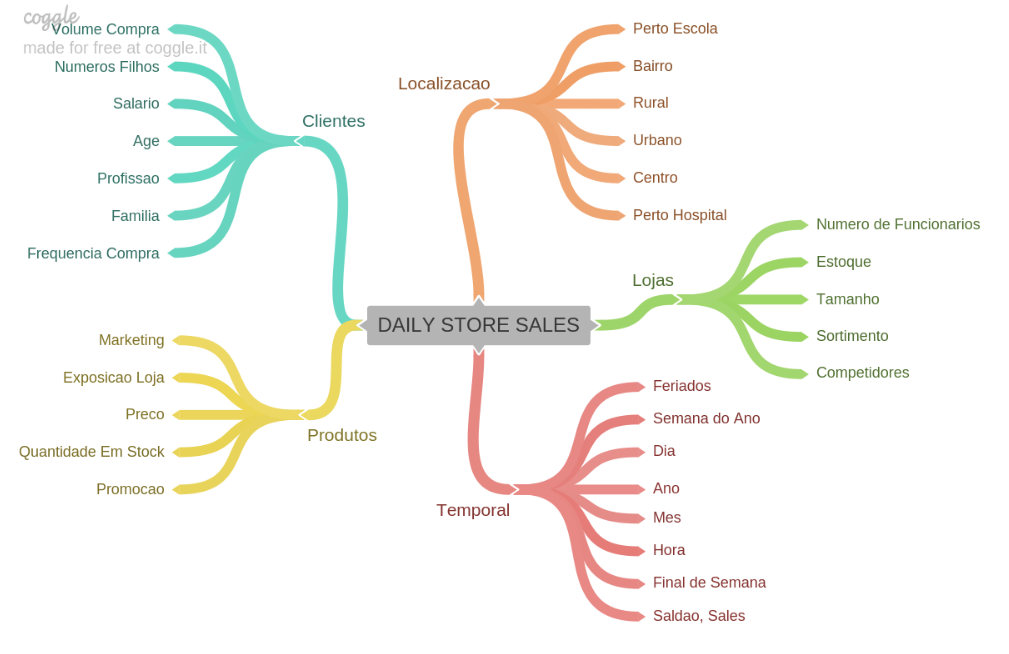 coggle
made for free at coggle.it
Volume Compra
Numeros Filhos
Salario
Age
Profissao
Familia
Frequencia Compra
Clientes
Marketing
Exposicao Loja
Preco
Quantidade Em Stock
Promocao
Produtos
DAILY STORE SALES
Localizacao
Perto Escola
Bairro
Rural
Urbano
Centro
Perto Hospital
Lojas
Numero de Funcionarios
Estoque
Tamanho
Sortimento
Competidores
Temporal
Feriados
Semana do Ano
Dia
Ano
Mes
Hora
Final de Semana
Saldao, Sales